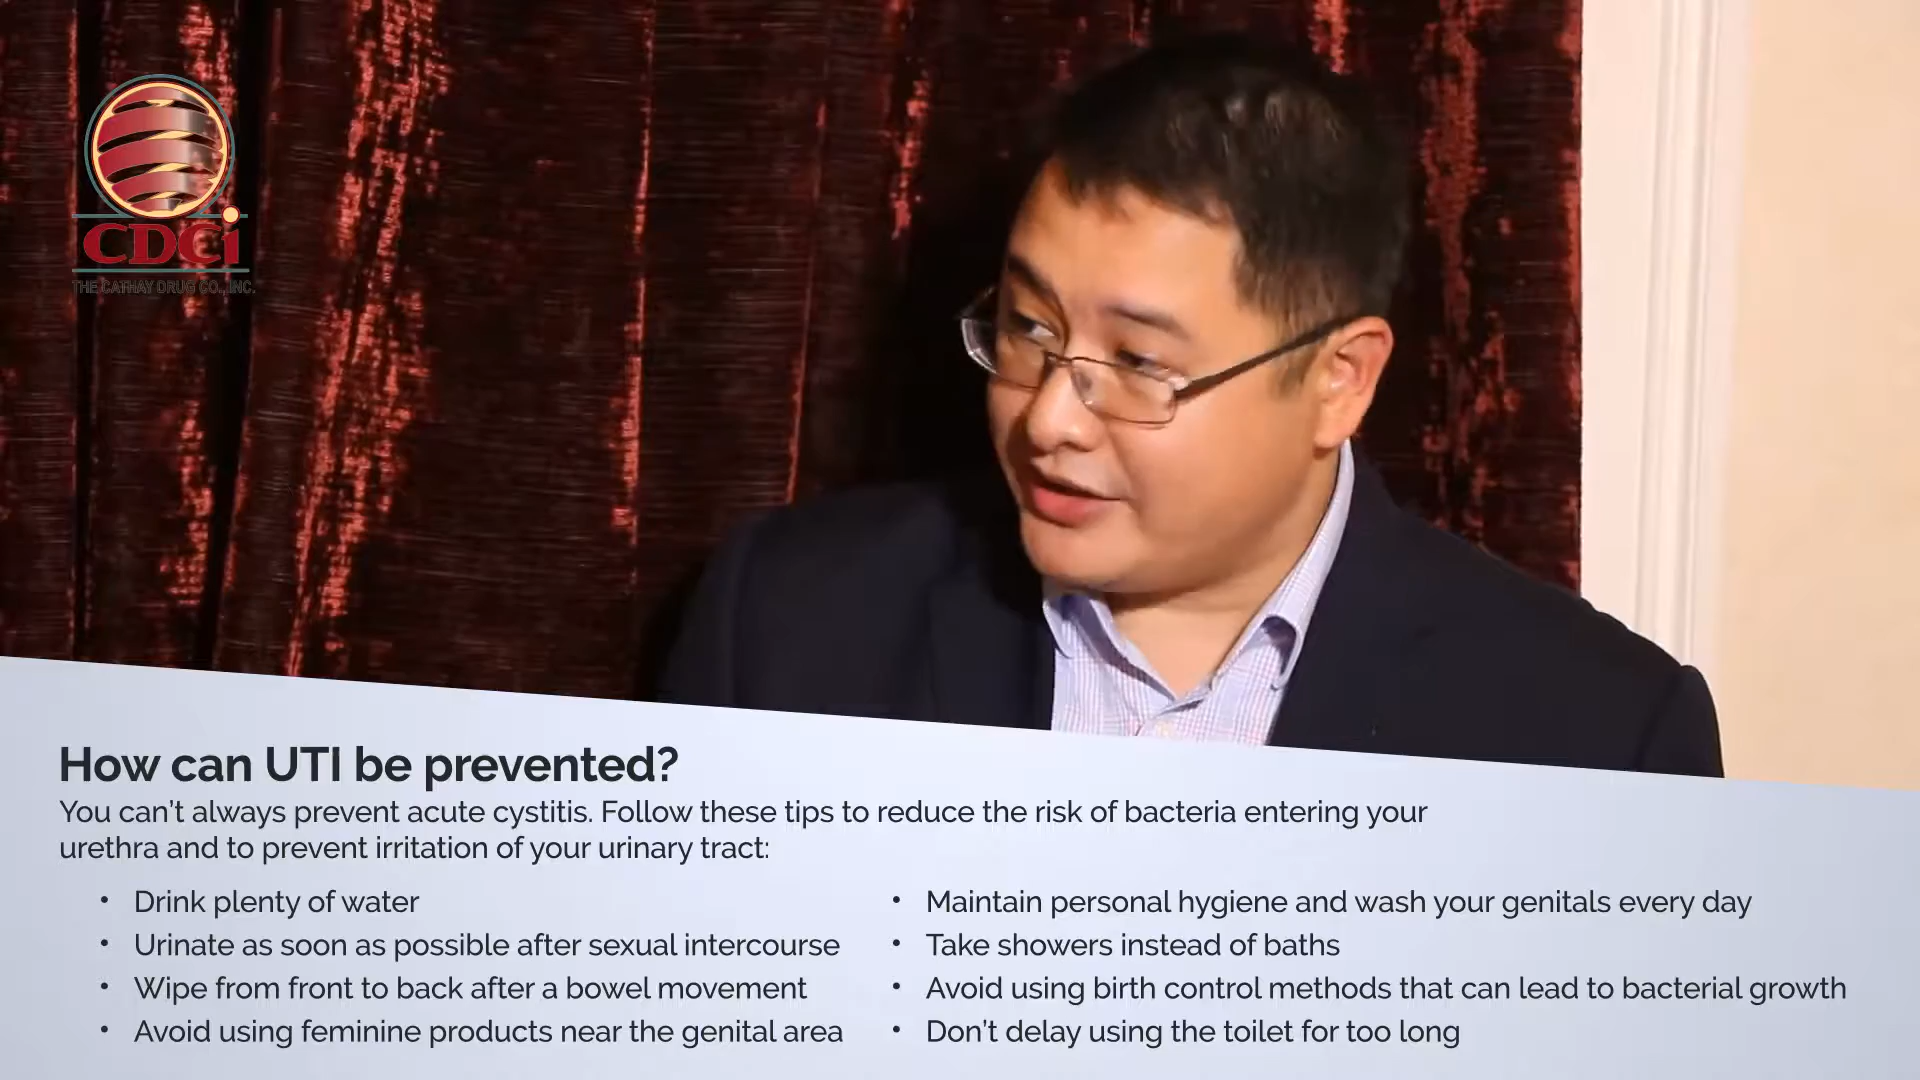 CDCi
THE CATHAY DRUG CO., INC.
How can UTI be prevented?
You can't always prevent acute cystitis. Follow these tips to reduce the risk of bacteria entering your
urethra and to prevent irritation of your urinary tract:
• Drink plenty of water
• Urinate as soon as possible after sexual intercourse
• Wipe from front to back after a bowel movement
• Avoid using feminine products near the genital area
• Maintain personal hygiene and wash your genitals every day
• Take showers instead of baths
• Avoid using birth control methods that can lead to bacterial growth
• Don't delay using the toilet for too long